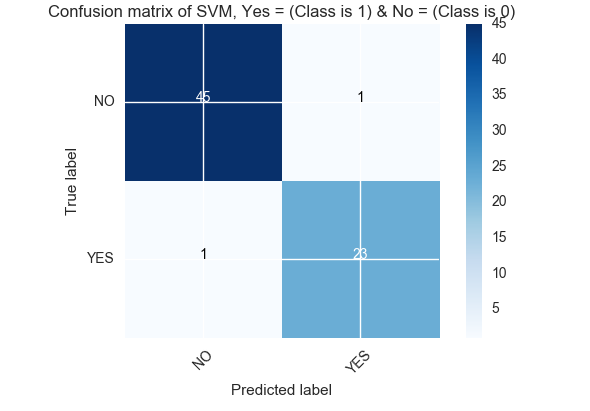 Confusion matrix of SVM, Yes = (Class is 1) & No = (Class is 0)
45
40
35
30
25
20
15
10
5
True label
NO
45 1
YES
1 23
NO YES
Predicted label